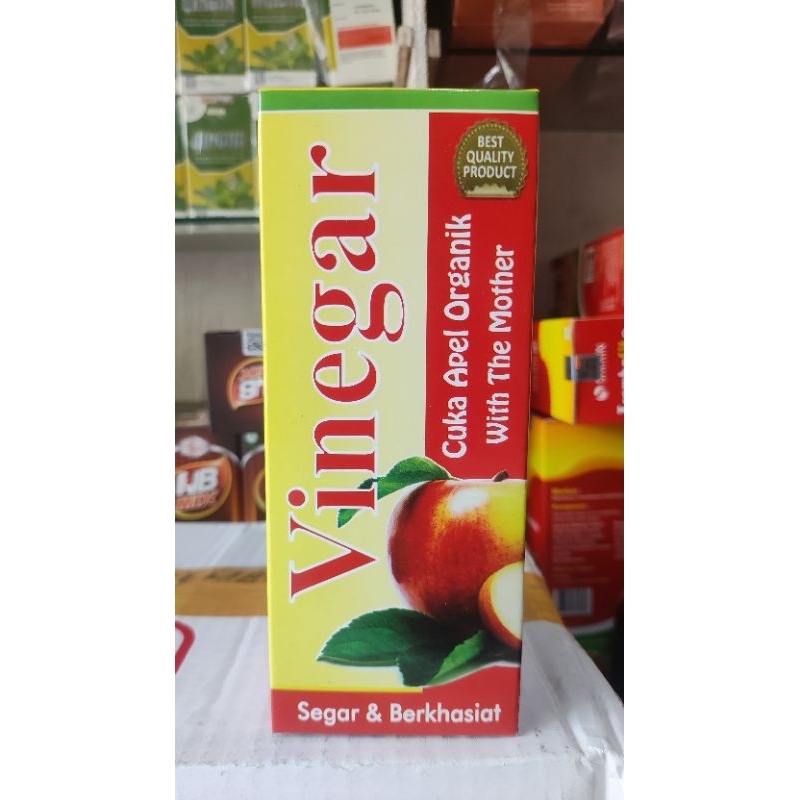 BEST
QUALITY
PRODUCT
Vinegar
Cuka Apel Organik
With The Mother
Segar & Berkhasiat